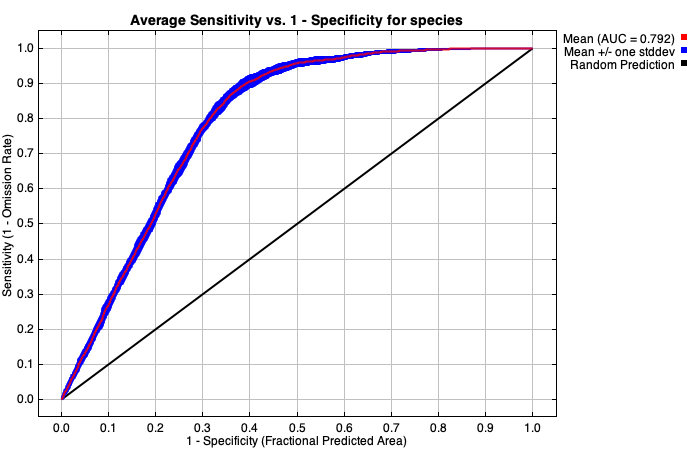 Average Sensitivity vs. 1 - Specificity for species
Mean (AUC = 0.792)
Mean +/- one stddev
Random Prediction
Sensitivity (1 - Omission Rate)
1.0
0.9
0.8
0.7
0.6
0.5
0.4
0.3
0.2
0.1
0.0
0.0 0.1 0.2 0.3 0.4 0.5 0.6 0.7 0.8 0.9 1.0
1 - Specificity (Fractional Predicted Area)